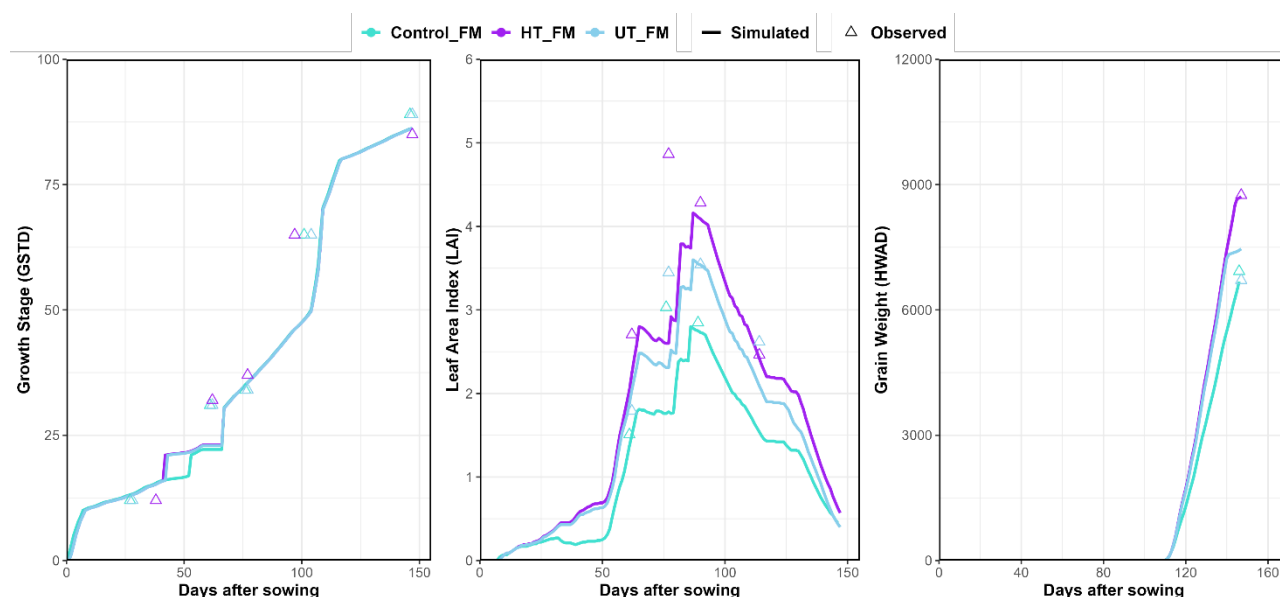 Control_FM HT_FM UT_FM Simulated Observed
Growth Stage (GSTD)
100
75
50
25
0
0 50 100 150
Days after sowing
Leaf Area Index (LAI)
6
5
4
3
2
1
0
0 50 100 150
Days after sowing
Grain Weight (HWAD)
12000
9000
6000
3000
0
0 40 80 120 160
Days after sowing